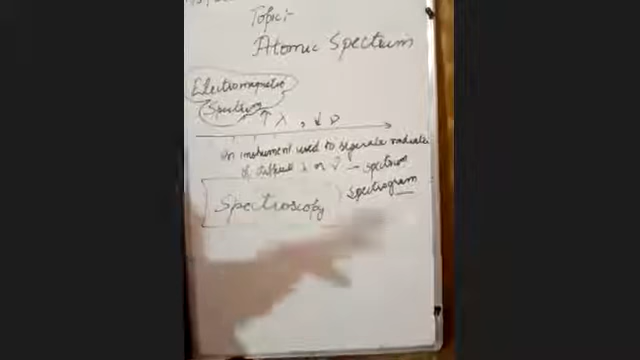 Topic:-
Atomic Spectrum
Electromagnetic
Spectrum
↑ λ , ↓ ν
An instrument used to separate radiation
of different λ or ν — spectrum
Spectroscopy
Spectrogram